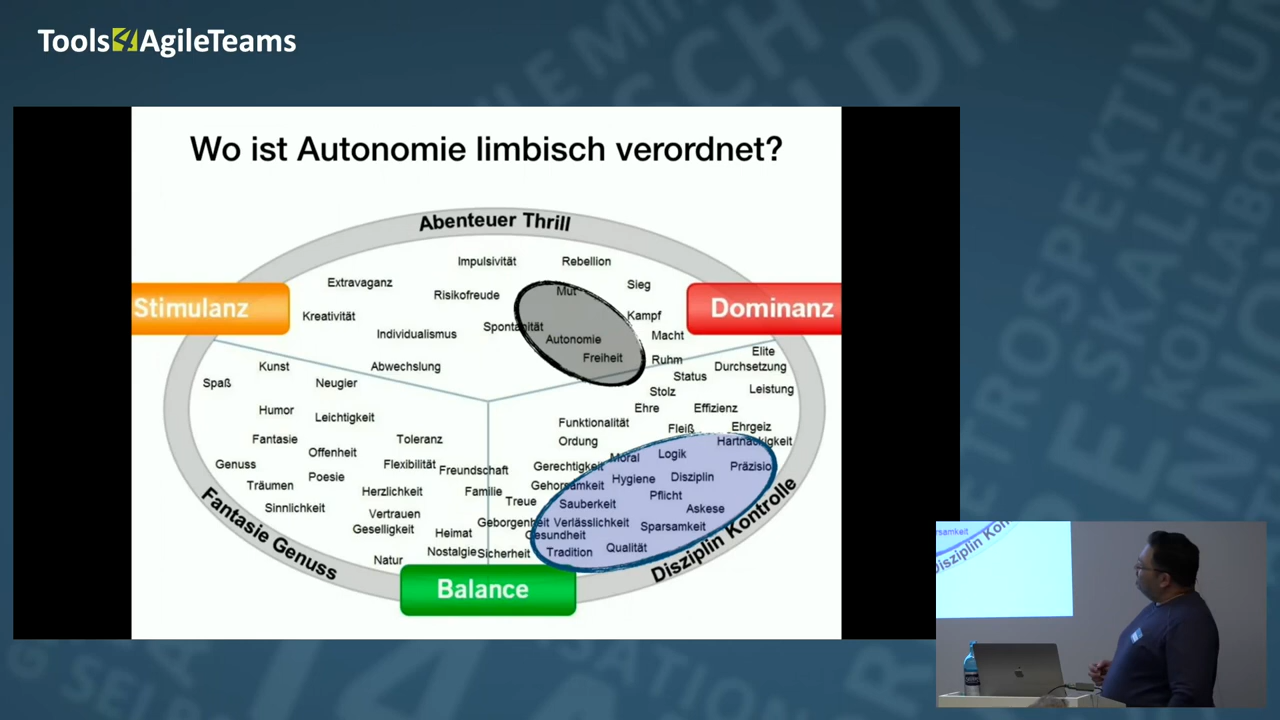 Tools4AgileTeams
Wo ist Autonomie limbisch verordnet?
Abenteuer Thrill
Impulsivität
Rebellion
Extravaganz
Risikofreude
Mut
Sieg
Stimulanz
Dominanz
Kreativität
Kampf
Individualismus
Spontanität
Autonomie
Macht
Freiheit
Ruhm
Elite
Kunst
Abwechslung
Durchsetzung
Spaß
Neugier
Status
Stolz
Leistung
Humor
Leichtigkeit
Ehre
Effizienz
Funktionalität
Fleiß
Ehrgeiz
Fantasie
Toleranz
Ordung
Hartnäckigkeit
Offenheit
Moral
Logik
Genuss
Flexibilität
Freundschaft
Gerechtigkeit
Präzision
Poesie
Hygiene
Disziplin
Träumen
Herzlichkeit
Familie
Gehorsamkeit
Pflicht
Sinnlichkeit
Treue
Sauberkeit
Askese
Vertrauen
Geborgenheit
Verlässlichkeit
Sparsamkeit
Geselligkeit
Heimat
Gesundheit
Natur
Nostalgie
Sicherheit
Tradition
Qualität
Fantasie Genuss
Disziplin Kontrolle
Balance
rsamkeit
Disziplin Kon